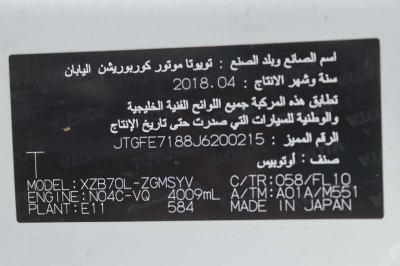 اسم الصانع وبلد الصنع : تويوتا موتور كوربوريشن اليابان
سنة وشهر الانتاج : 2018.04
تطابق هذه المركبة جميع اللوائح الفنية الخليجية
والوطنية للسيارات التي صدرت حتى تاريخ الإنتاج
الرقم المميز : JTGFE7188J6200215
صنف: أوتوبيس
MODEL: XZB70L-ZGMSYV C/TR: 058/FL10
ENGINE: N04C-VQ 4009mL A/TM: A01A/M551
PLANT: E11 584 MADE IN JAPAN